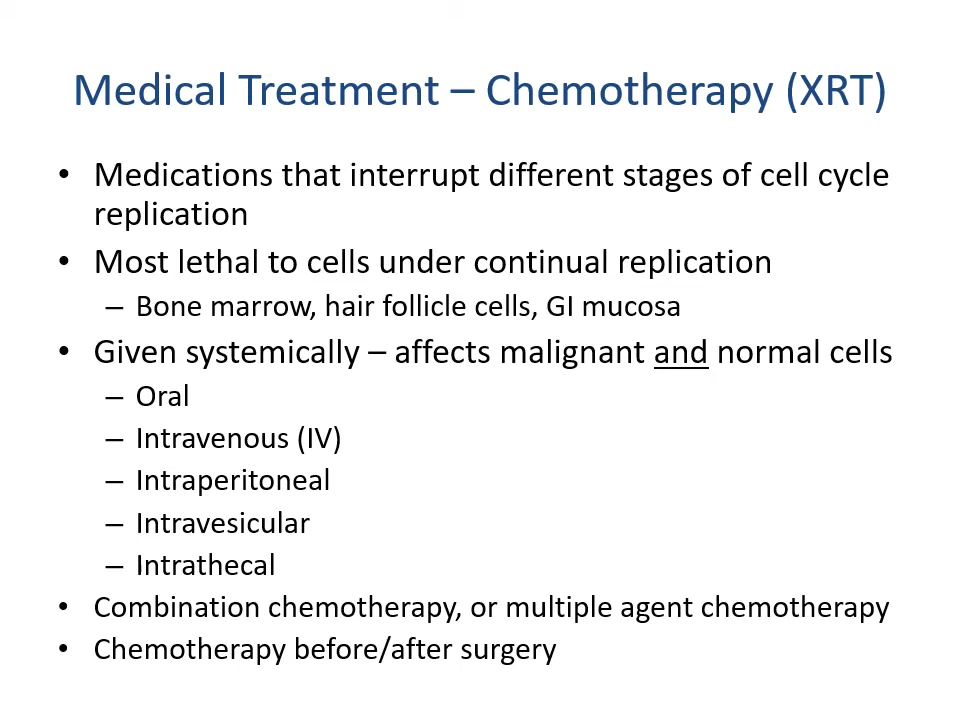 Medical Treatment – Chemotherapy (XRT)
• Medications that interrupt different stages of cell cycle
replication
• Most lethal to cells under continual replication
– Bone marrow, hair follicle cells, GI mucosa
• Given systemically – affects malignant and normal cells
– Oral
– Intravenous (IV)
– Intraperitoneal
– Intravesicular
– Intrathecal
• Combination chemotherapy, or multiple agent chemotherapy
• Chemotherapy before/after surgery